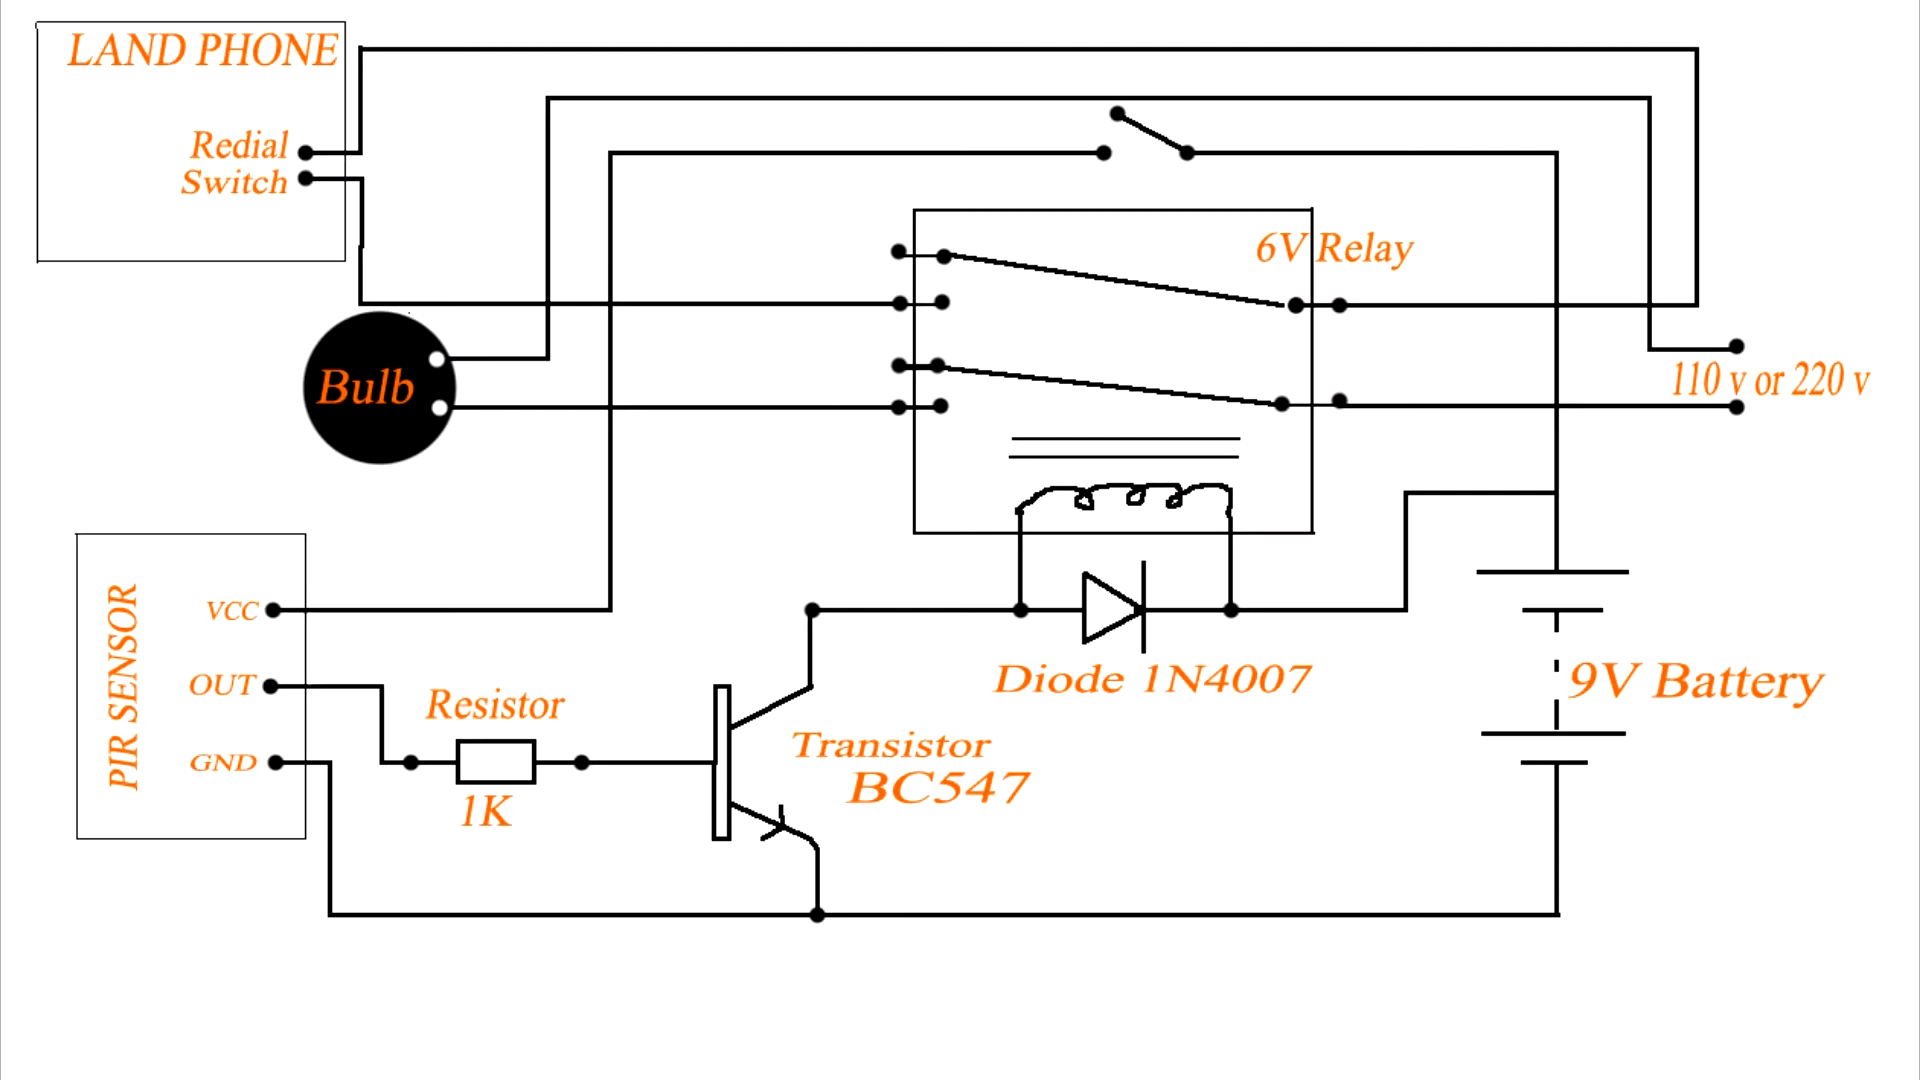 LAND PHONE
Redial
Switch
6V Relay
110 v or 220 v
Bulb
PIR SENSOR
VCC
OUT
GND
Resistor
1K
Transistor
BC547
Diode 1N4007
9V Battery